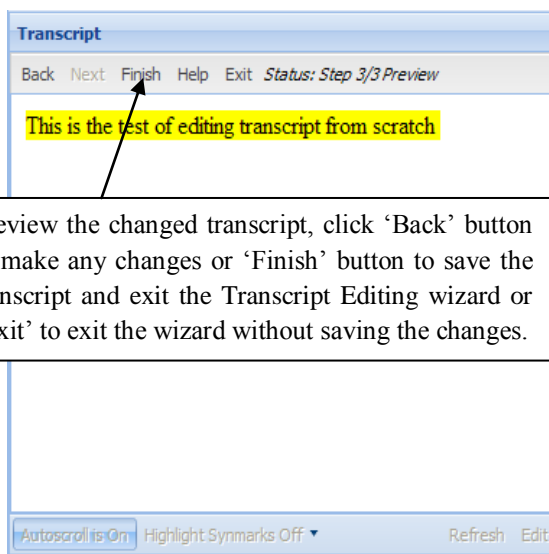 Transcript
Back Next Finish Help Exit Status: Step 3/3 Preview
This is the test of editing transcript from scratch
eview the changed transcript, click ‘Back’ button
make any changes or ‘Finish’ button to save the
nscript and exit the Transcript Editing wizard or
xit’ to exit the wizard without saving the changes.
Autoscroll is On Highlight Synmarks Off Refresh Edit